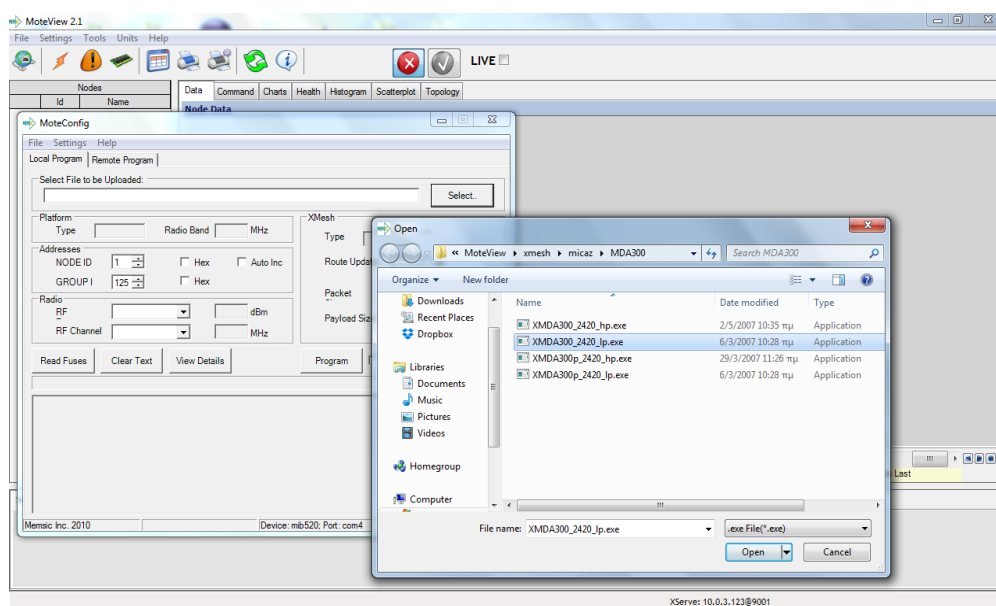 MoteView 2.1
File Settings Tools Units Help
LIVE
Nodes
Id Name
Data Command Charts Health Histogram Scatterplot Topology
Node Data
MoteConfig
File Settings Help
Local Program Remote Program
Select File to be Uploaded:
Select..
Platform
Type Radio Band MHz
Addresses
NODE ID 1 Hex Auto Inc
GROUP I 125 Hex
Radio
RF dBm
RF Channel MHz
XMesh
Type
Route Updat
Packet
Payload Siz
Read Fuses Clear Text View Details Program
Memsic Inc. 2010 Device: mib520; Port: com4
Open
« MoteView xmesh micaz MDA300 Search MDA300
Organize New folder
Downloads
Recent Places
Dropbox
Libraries
Documents
Music
Pictures
Videos
Homegroup
Computer
Name Date modified Type
XMDA300_2420_hp.exe 2/5/2007 10:35 πμ Application
XMDA300_2420_lp.exe 6/3/2007 10:28 πμ Application
XMDA300p_2420_hp.exe 29/3/2007 11:26 πμ Application
XMDA300p_2420_lp.exe 6/3/2007 10:28 πμ Application
File name: XMDA300_2420_lp.exe .exe File(*.exe)
Open Cancel
Last
XServe: 10.0.3.123@9001